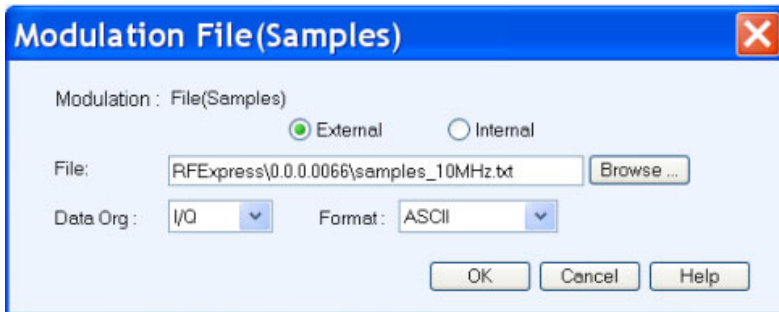 Modulation File(Samples)
Modulation : File(Samples)
External Internal
File: RFExpress\0.0.0.0066\samples_10MHz.txt Browse ...
Data Org : I/Q Format : ASCII
OK Cancel Help